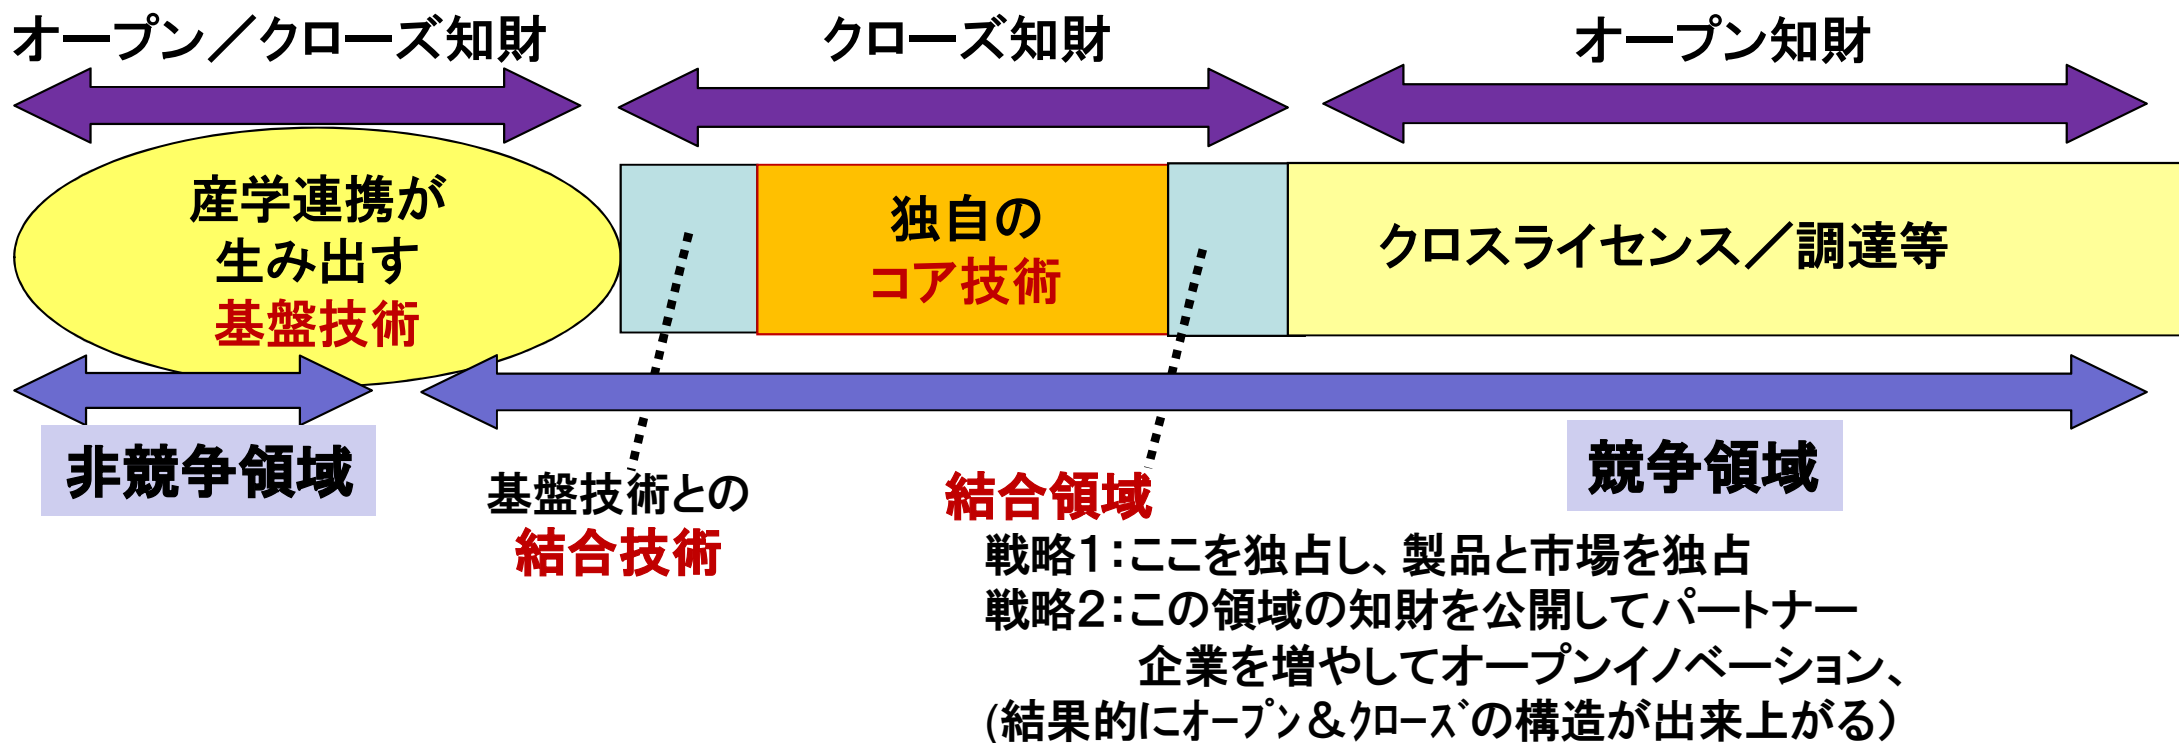 オープン／クローズ知財
クローズ知財
オープン知財
産学連携が
生み出す
基盤技術
独自の
コア技術
クロスライセンス／調達等
非競争領域
競争領域
基盤技術との
結合技術
結合領域
戦略1：ここを独占し、製品と市場を独占
戦略2：この領域の知財を公開してパートナー
企業を増やしてオープンイノベーション、
(結果的にｵｰﾌﾟﾝ＆ｸﾛｰｽﾞの構造が出来上がる）